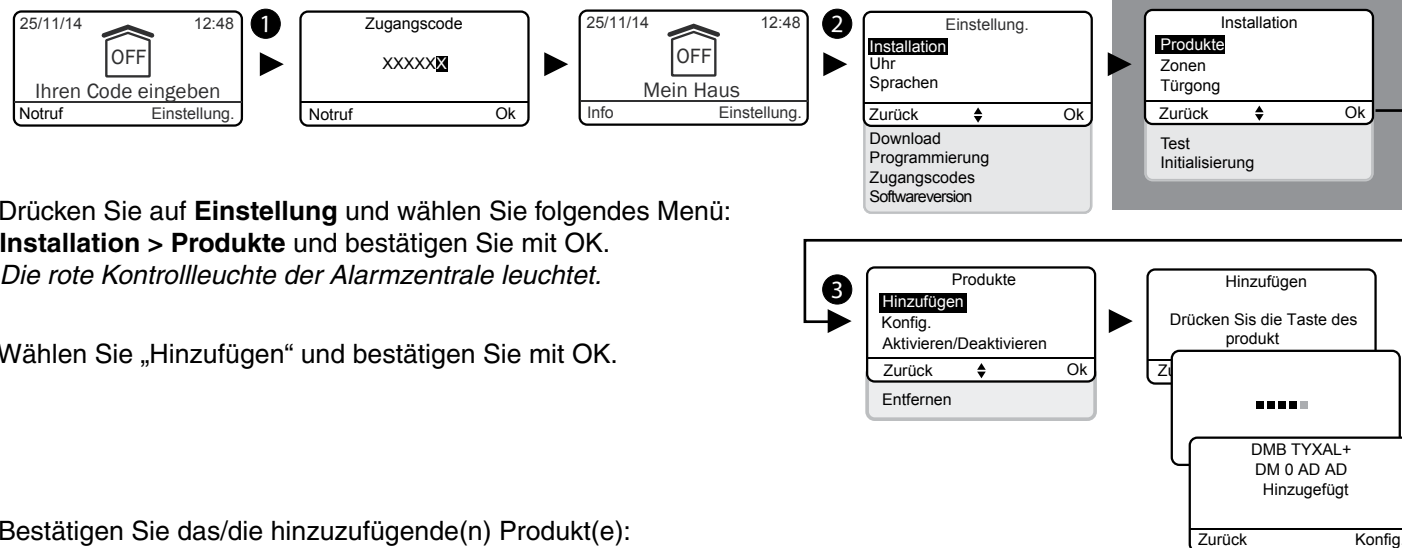 25/11/14 12:48
OFF
Ihren Code eingeben
Notruf Einstellung.
1
Zugangscode
XXXXXX
Notruf Ok
25/11/14 12:48
OFF
Mein Haus
Info Einstellung.
2
Einstellung.
Installation
Uhr
Sprachen
Zurück Ok
Download
Programmierung
Zugangscodes
Softwareversion
Installation
Produkte
Zonen
Türgong
Zurück Ok
Test
Initialisierung
Drücken Sie auf Einstellung und wählen Sie folgendes Menü:
Installation > Produkte und bestätigen Sie mit OK.
Die rote Kontrollleuchte der Alarmzentrale leuchtet.
Wählen Sie „Hinzufügen“ und bestätigen Sie mit OK.
3
Produkte
Hinzufügen
Konfig.
Aktivieren/Deaktivieren
Zurück Ok
Entfernen
Hinzufügen
Drücken Sis die Taste des
produkt
DMB TYXAL+
DM 0 AD AD
Hinzugefügt
Zurück Konfig
Bestätigen Sie das/die hinzuzufügende(n) Produkt(e):